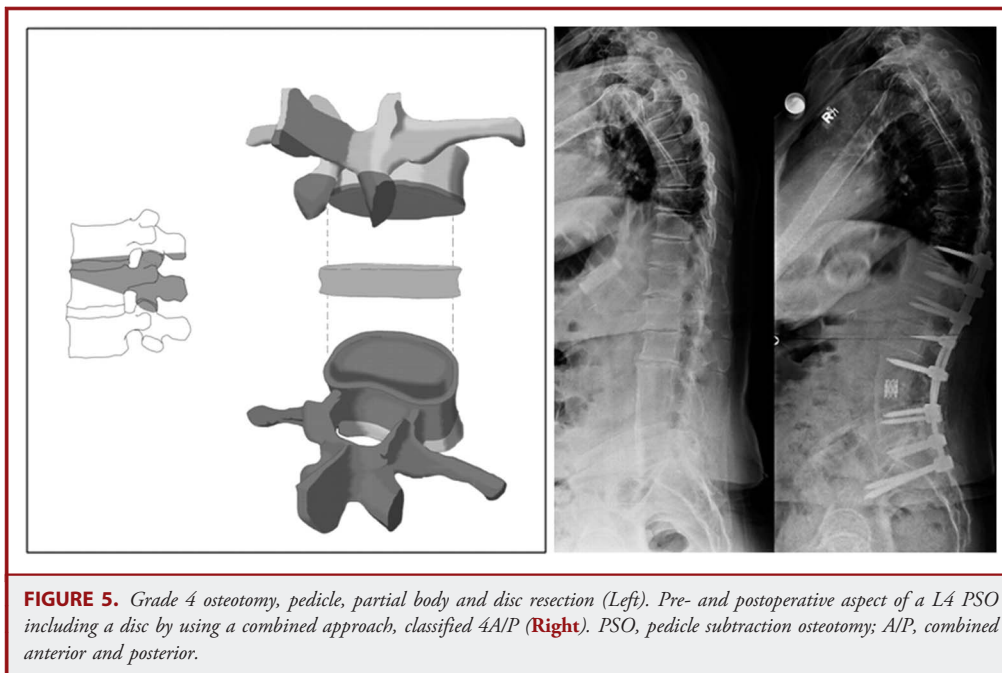 FIGURE 5. Grade 4 osteotomy, pedicle, partial body and disc resection (Left). Pre- and postoperative aspect of a L4 PSO
including a disc by using a combined approach, classified 4A/P (Right). PSO, pedicle subtraction osteotomy; A/P, combined
anterior and posterior.